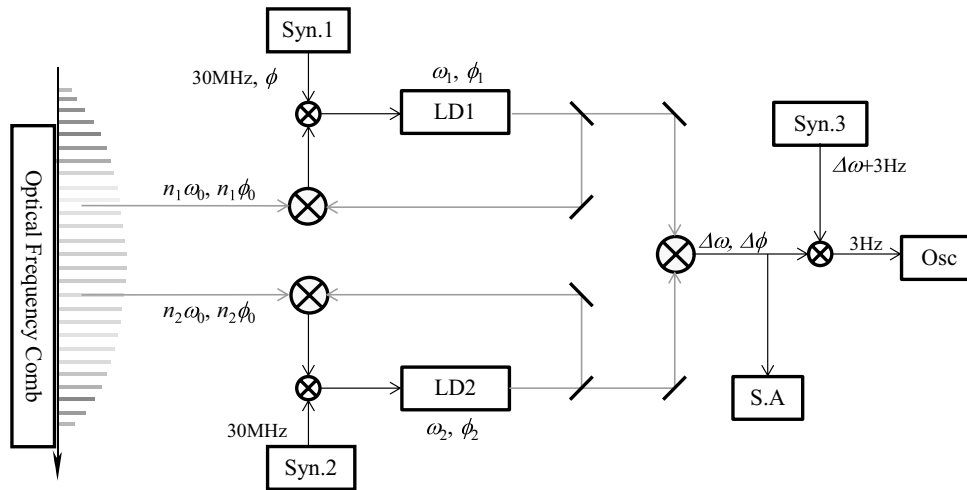 Syn.1
30MHz, ϕ
ω₁, ϕ₁
LD1
Syn.3
Δω+3Hz
n₁ω₀, n₁ϕ₀
Δω, Δϕ
3Hz
Osc
Optical Frequency Comb
n₂ω₀, n₂ϕ₀
LD2
S.A
30MHz
ω₂, ϕ₂
Syn.2